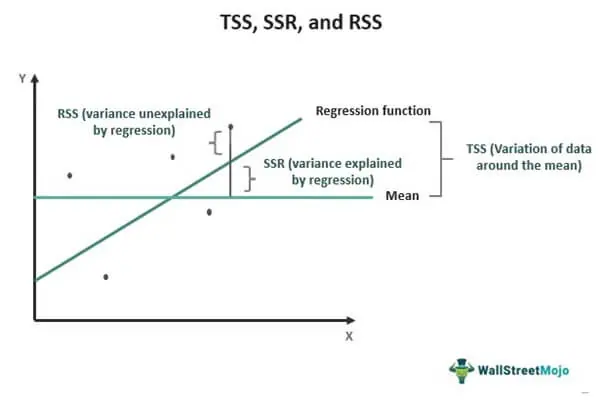 TSS, SSR, and RSS
Y
RSS (variance unexplained
by regression)
Regression function
SSR (variance explained
by regression)
TSS (Variation of data
around the mean)
Mean
X
WallStreetMojo